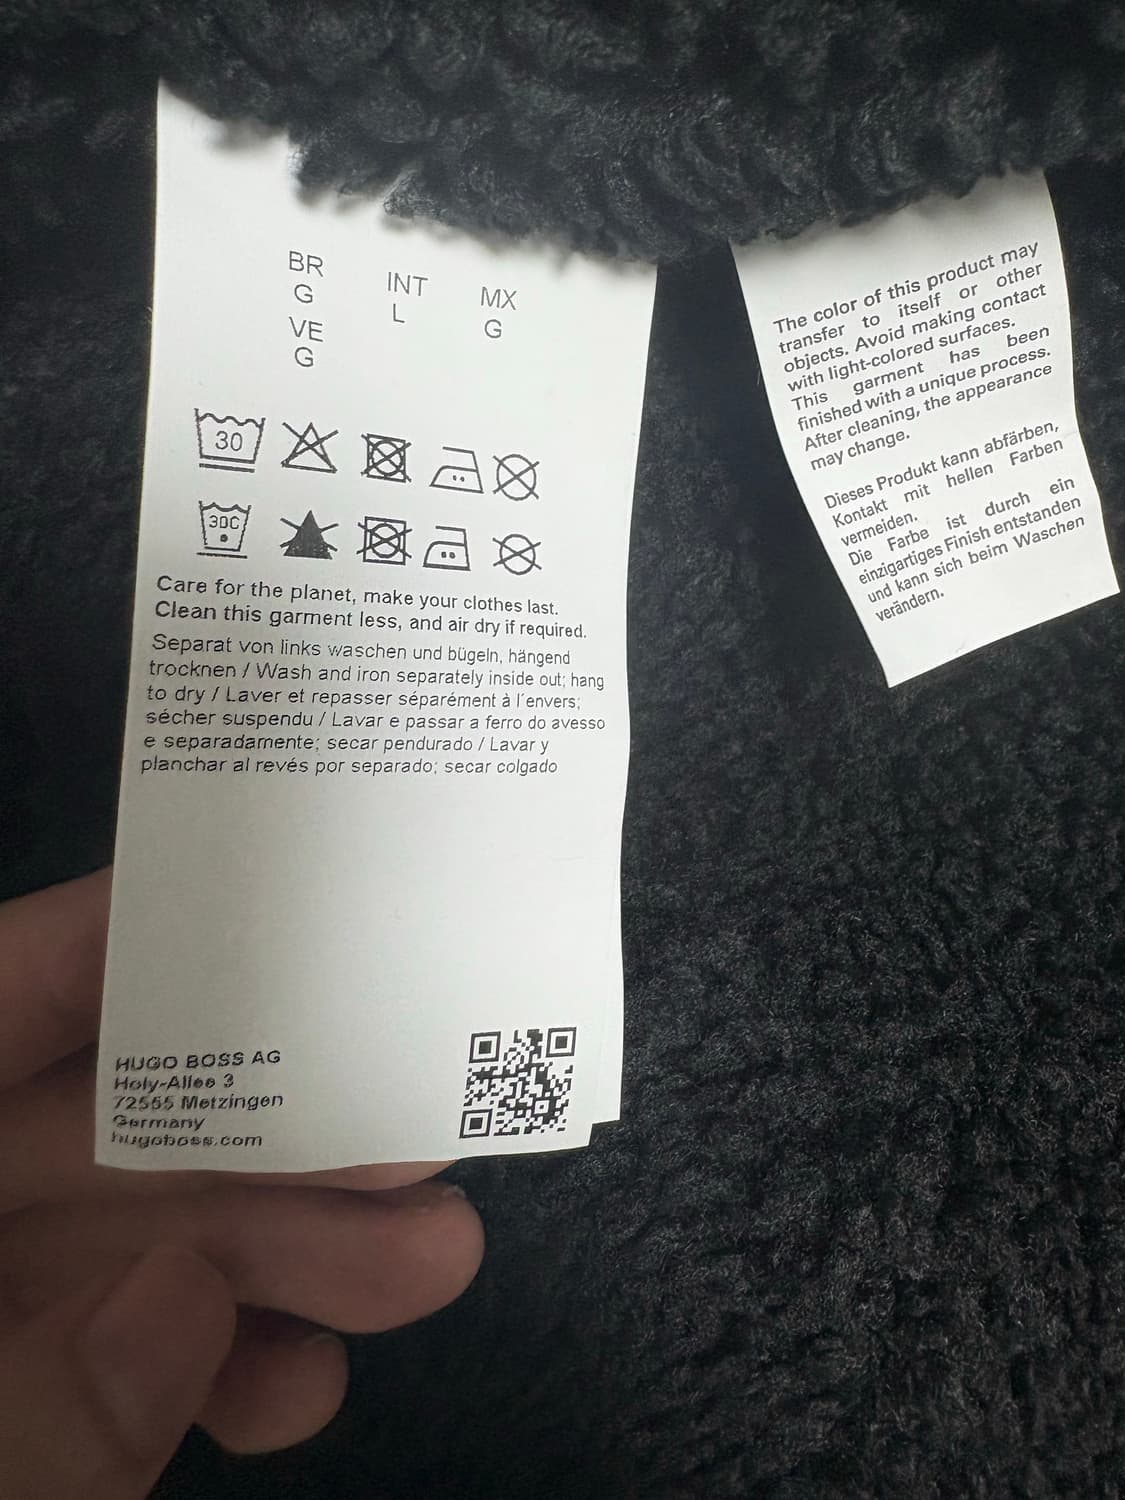 BR
G
INT
L
MX
G
VE
G
30
30C
Care for the planet, make your clothes last.
Clean this garment less, and air dry if required.
Separat von links waschen und bügeln, hängend
trocknen / Wash and iron separately inside out; hang
to dry / Laver et repasser séparément à l´envers;
sécher suspendu / Lavar e passar a ferro do avesso
e separadamente; secar pendurado / Lavar y
planchar al revés por separado; secar colgado
HUGO BOSS AG
Holy-Allee 3
72555 Metzingen
Germany
hugoboss.com
The color of this product may
transfer to itself or other
objects. Avoid making contact
with light-colored surfaces.
This garment has been
finished with a unique process.
After cleaning, the appearance
may change.
Dieses Produkt kann abfärben,
Kontakt mit hellen Farben
vermeiden.
Die Farbe ist durch ein
einzigartiges Finish entstanden
und kann sich beim Waschen
verändern.